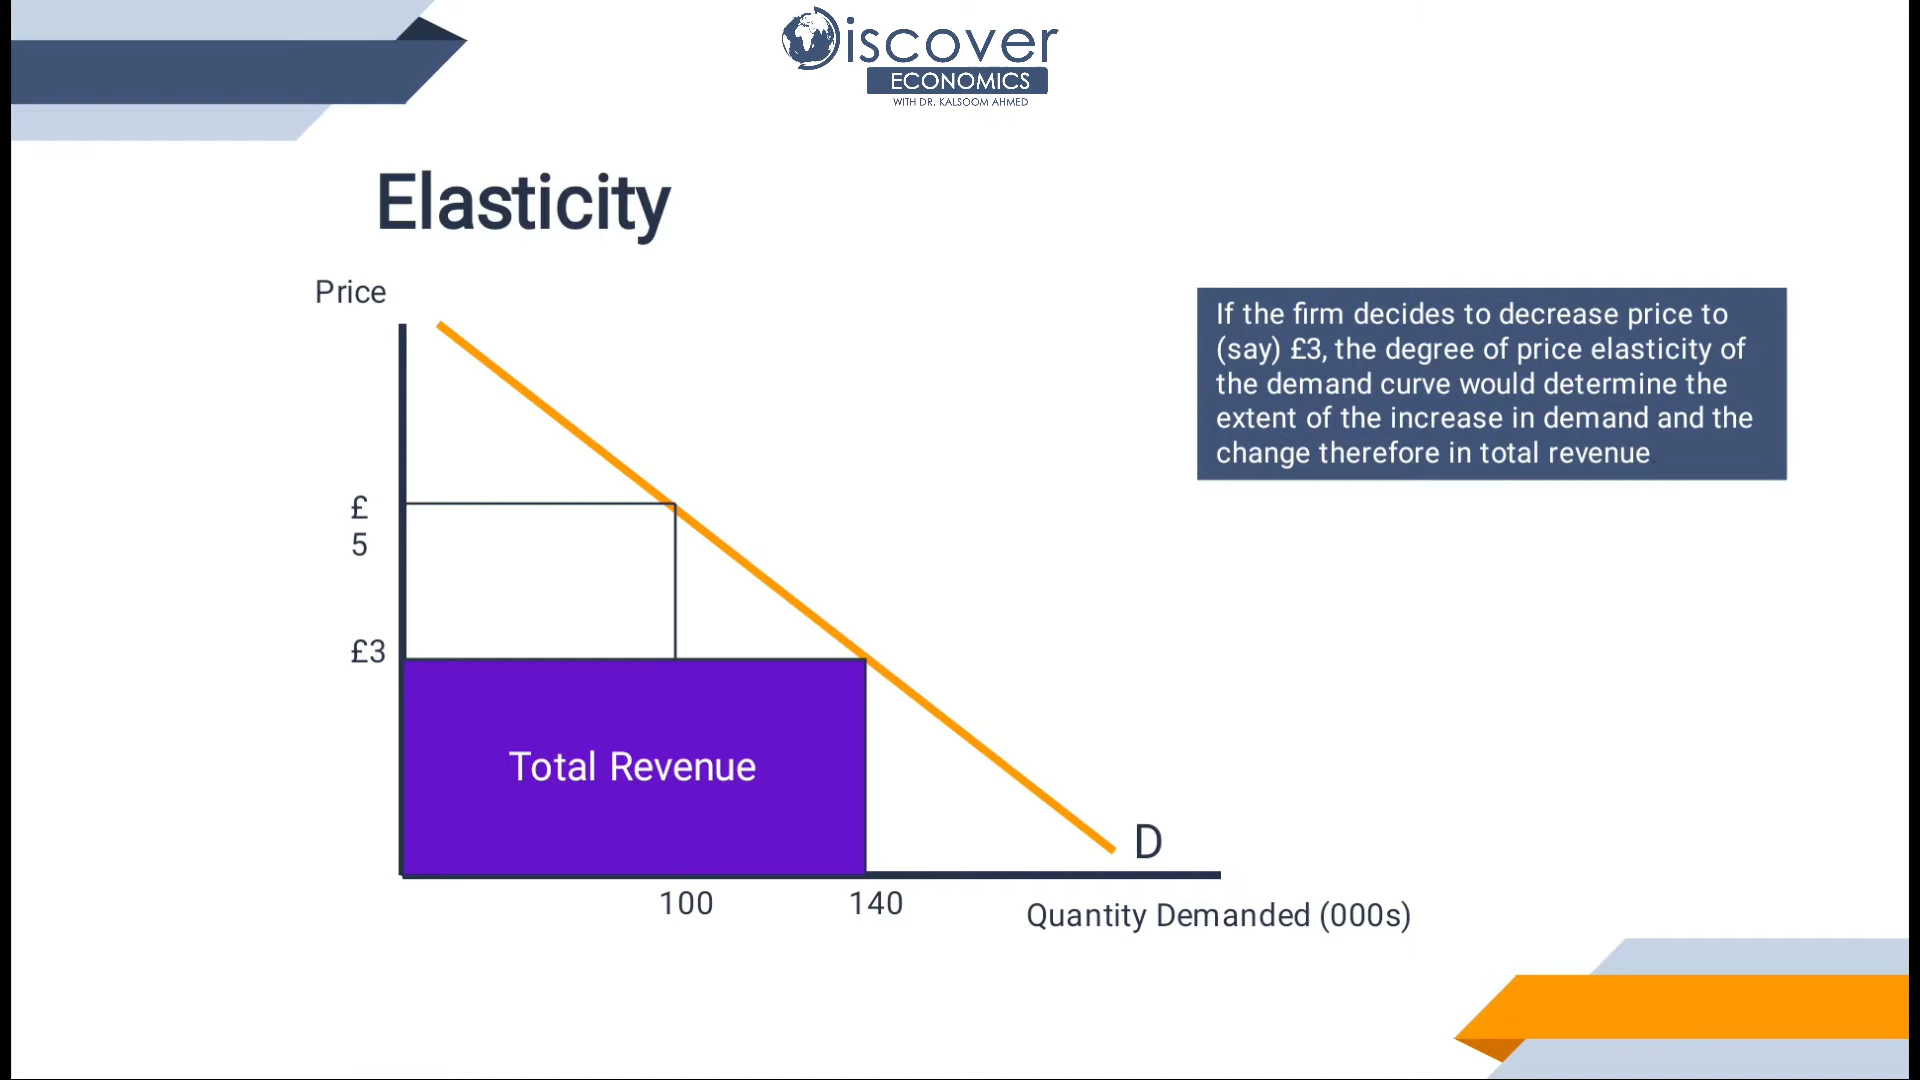 iscover
ECONOMICS
WITH DR. KALSOOM AHMED
Elasticity
Price
If the firm decides to decrease price to
(say) £3, the degree of price elasticity of
the demand curve would determine the
extent of the increase in demand and the
change therefore in total revenue.
£
5
£3
Total Revenue
D
100
140
Quantity Demanded (000s)